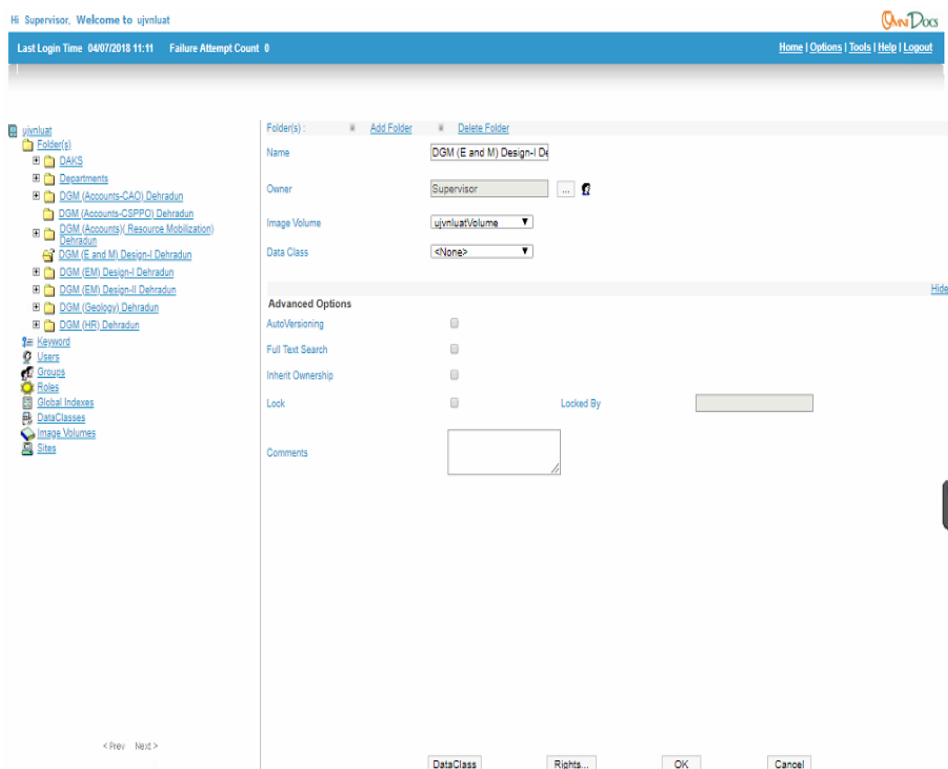 Hi Supervisor, Welcome to ujvnluat
OmniDocs
Last Login Time 04/07/2018 11:11 Failure Attempt Count 0
Home | Options | Tools | Help | Logout
ujvnluat
Folder(s)
DAKS
Departments
DGM (Accounts-CAO) Dehradun
DGM (Accounts-CSPPO) Dehradun
DGM (Accounts)( Resource Mobilization)
Dehradun
DGM (E and M) Design-I Dehradun
DGM (EM) Design-I Dehradun
DGM (EM) Design-II Dehradun
DGM (Geology) Dehradun
DGM (HR) Dehradun
Keyword
Users
Groups
Roles
Global Indexes
DataClasses
Image Volumes
Sites
< Prev Next >
Folder(s) : Add Folder Delete Folder
Name DGM (E and M) Design-I De
Owner Supervisor ...
Image Volume ujvnluatVolume
Data Class <None>
Hide
Advanced Options
AutoVersioning
Full Text Search
Inherit Ownership
Lock Locked By
Comments
DataClass Rights... OK Cancel